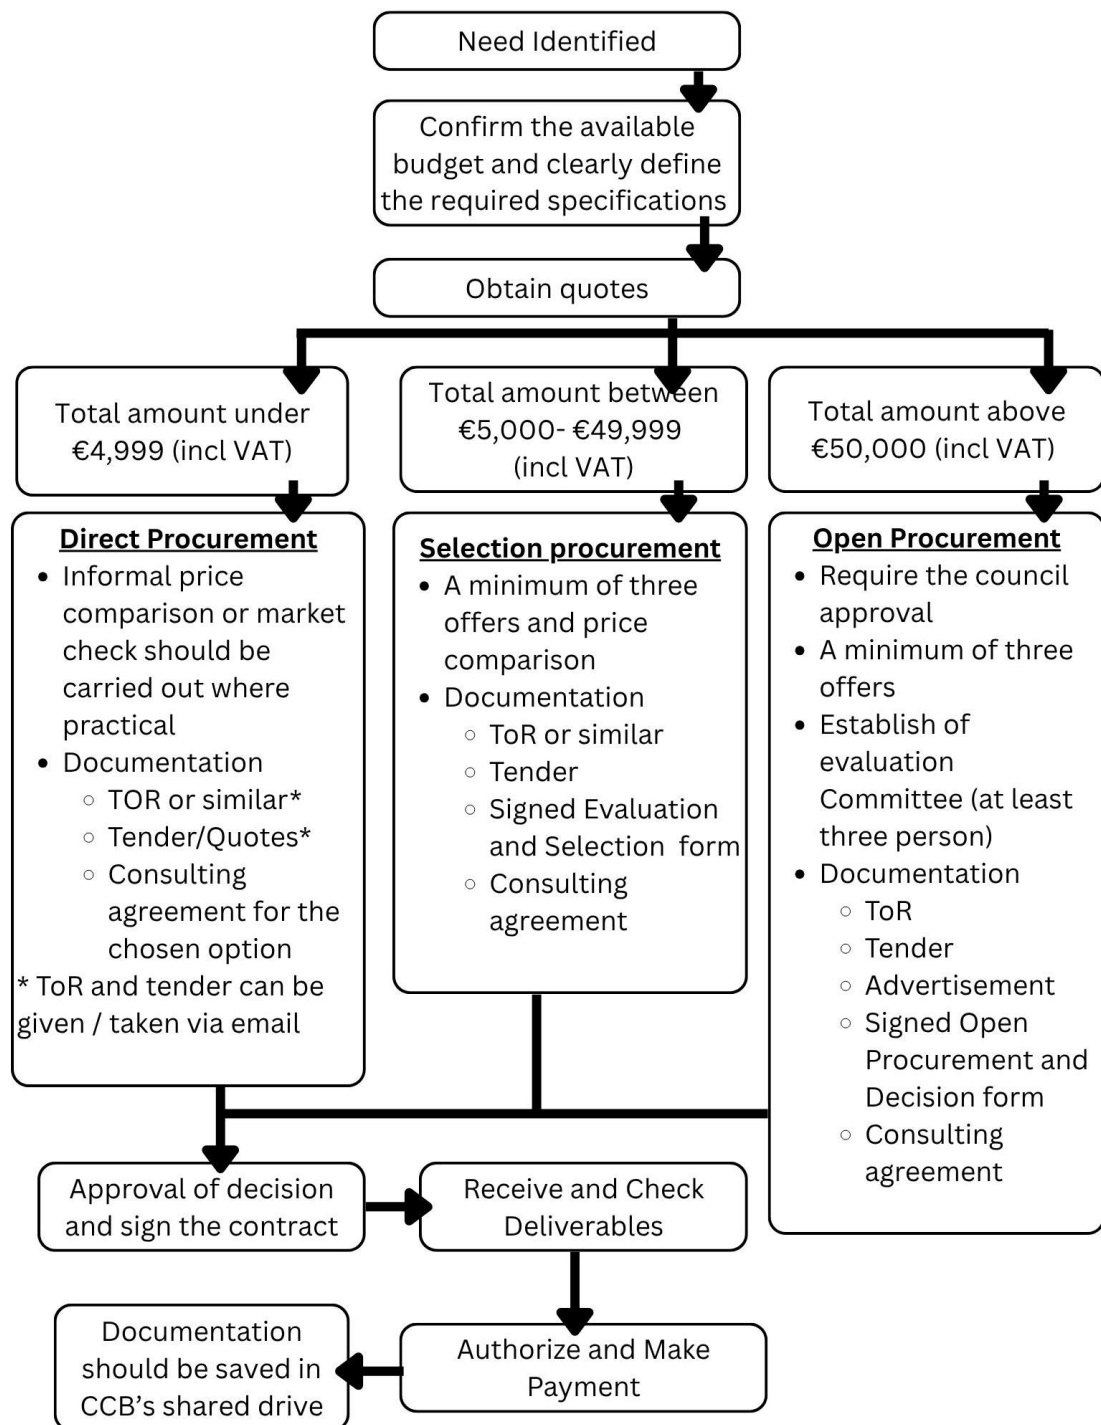 Need Identified
Confirm the available
budget and clearly define
the required specifications
Obtain quotes
Total amount under
€4,999 (incl VAT)
Total amount between
€5,000- €49,999
(incl VAT)
Total amount above
€50,000 (incl VAT)
Direct Procurement
• Informal price
comparison or market
check should be
carried out where
practical
• Documentation
○ TOR or similar*
○ Tender/Quotes*
○ Consulting
agreement for the
chosen option
* ToR and tender can be
given / taken via email
Selection procurement
• A minimum of three
offers and price
comparison
• Documentation
○ ToR or similar
○ Tender
○ Signed Evaluation
and Selection form
○ Consulting
agreement
Open Procurement
• Require the council
approval
• A minimum of three
offers
• Establish of
evaluation
Committee (at least
three person)
• Documentation
○ ToR
○ Tender
○ Advertisement
○ Signed Open
Procurement and
Decision form
○ Consulting
agreement
Approval of decision
and sign the contract
Receive and Check
Deliverables
Authorize and Make
Payment
Documentation
should be saved in
CCB’s shared drive